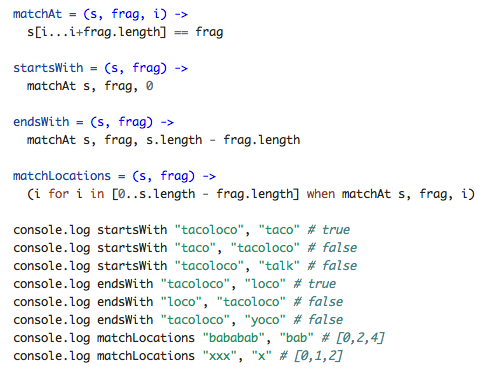 matchAt = (s, frag, i) ->
  s[i...i+frag.length] == frag

startsWith = (s, frag) ->
  matchAt s, frag, 0

endsWith = (s, frag) ->
  matchAt s, frag, s.length - frag.length

matchLocations = (s, frag) ->
  (i for i in [0..s.length - frag.length] when matchAt s, frag, i)

console.log startsWith "tacoloco", "taco" # true
console.log startsWith "taco", "tacoloco" # false
console.log startsWith "tacoloco", "talk" # false
console.log endsWith "tacoloco", "loco" # true
console.log endsWith "loco", "tacoloco" # false
console.log endsWith "tacoloco", "yoco" # false
console.log matchLocations "bababab", "bab" # [0,2,4]
console.log matchLocations "xxx", "x" # [0,1,2]